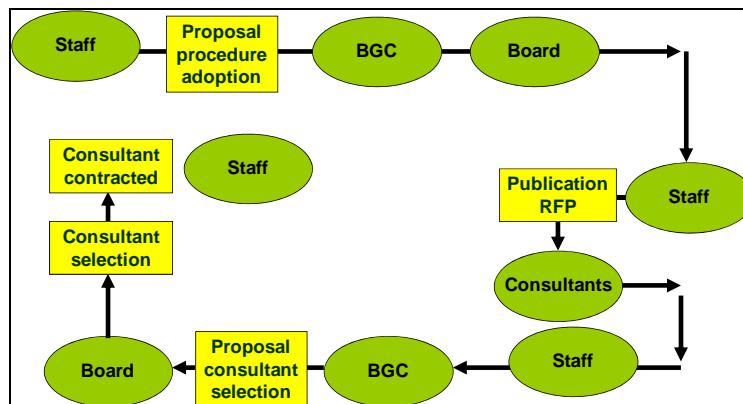 Staff
Proposal
procedure
adoption
BGC
Board
Staff
Publication
RFP
Consultants
Staff
BGC
Proposal
consultant
selection
Board
Consultant
selection
Consultant
contracted
Staff